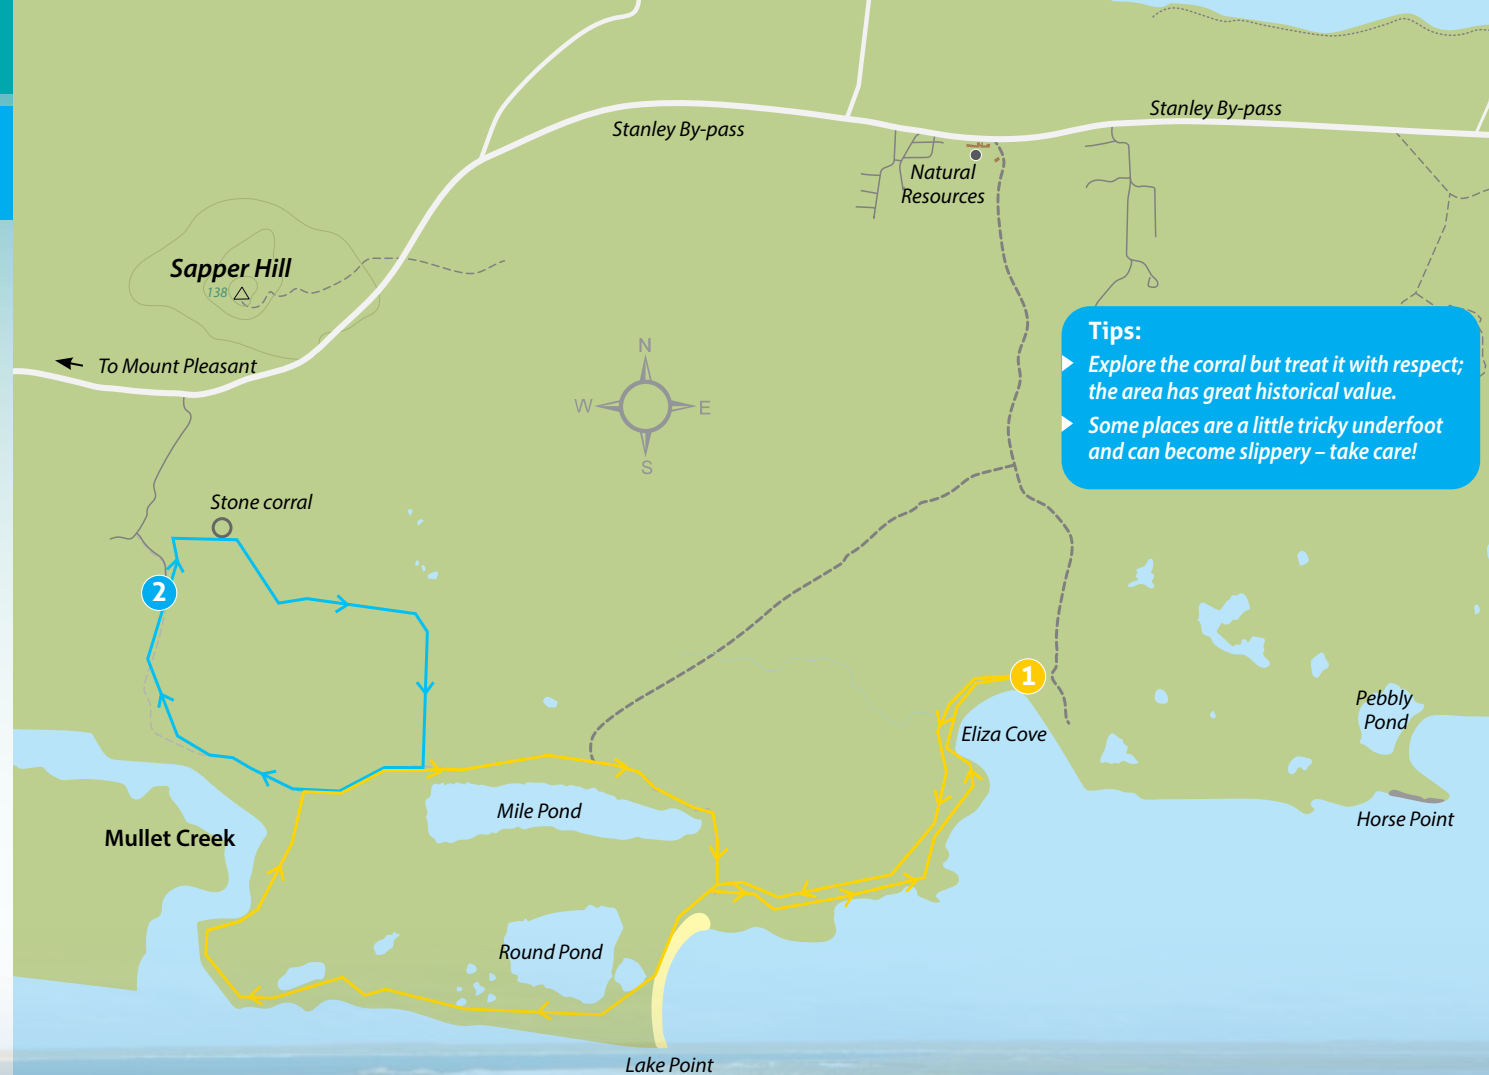 Stanley By-pass
Stanley By-pass
Natural
Resources
Sapper Hill
138
To Mount Pleasant
N
W
E
S
Tips:
Explore the corral but treat it with respect;
the area has great historical value.
Some places are a little tricky underfoot
and can become slippery – take care!
Stone corral
2
1
Eliza Cove
Pebbly
Pond
Mile Pond
Horse Point
Mullet Creek
Round Pond
Lake Point